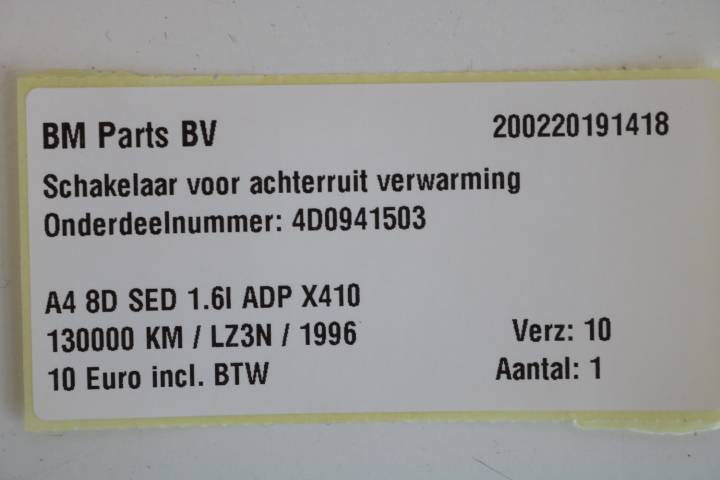 BM Parts BV 200220191418
Schakelaar voor achterruit verwarming
Onderdeelnummer: 4D0941503
A4 8D SED 1.6I ADP X410
130000 KM / LZ3N / 1996 Verz: 10
10 Euro incl. BTW Aantal: 1